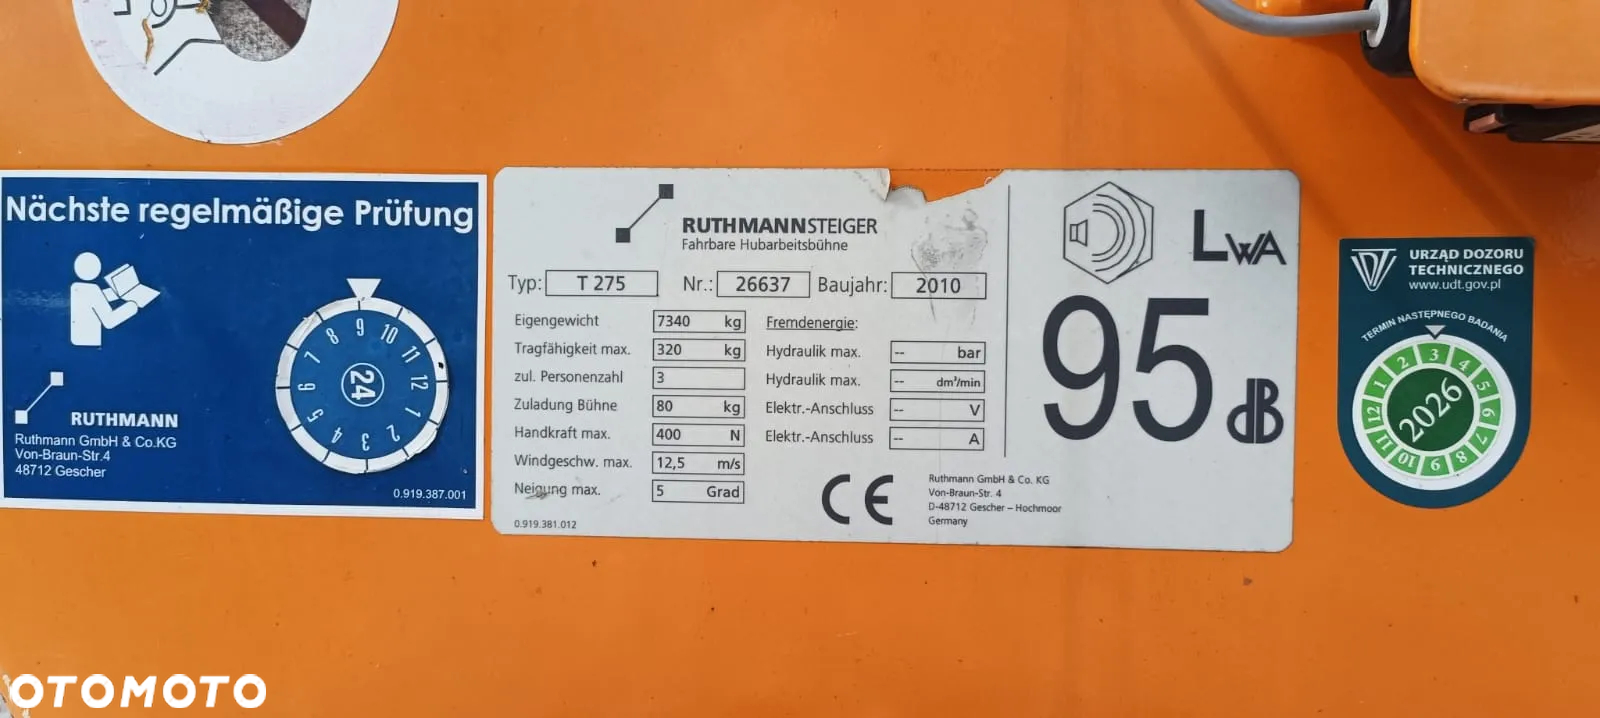 Nächste regelmäßige Prüfung
9
10
11
12
1
2
3
4
5
6
7
8
24
RUTHMANN
Ruthmann GmbH & Co.KG
Von-Braun-Str.4
48712 Gescher
0.919.387.001
RUTHMANNSTEIGER
Fahrbare Hubarbeitsbühne
Typ: T 275 Nr.: 26637 Baujahr: 2010
Eigengewicht 7340 kg
Tragfähigkeit max. 320 kg
zul. Personenzahl 3
Zuladung Bühne 80 kg
Handkraft max. 400 N
Windgeschw. max. 12,5 m/s
Neigung max. 5 Grad
0.919.381.012
Fremdenergie:
Hydraulik max. -- bar
Hydraulik max. -- dm³/min
Elektr.-Anschluss -- V
Elektr.-Anschluss -- A
CE
Ruthmann GmbH & Co. KG
Von-Braun-Str. 4
D-48712 Gescher – Hochmoor
Germany
LWA
95 dB
UDT
URZĄD DOZORU
TECHNICZNEGO
www.udt.gov.pl
TERMIN NASTĘPNEGO BADANIA
3
4
5
6
7
8
9
10
11
12
1
2
2026
OTOMOTO